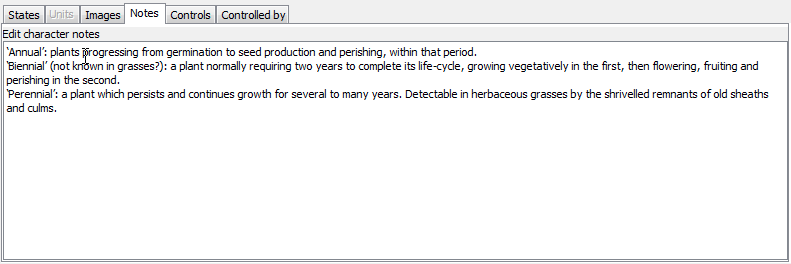 States Units Images Notes Controls Controlled by
Edit character notes
‘Annual’: plants progressing from germination to seed production and perishing, within that period.
‘Biennial’ (not known in grasses?): a plant normally requiring two years to complete its life-cycle, growing vegetatively in the first, then flowering, fruiting and
perishing in the second.
‘Perennial’: a plant which persists and continues growth for several to many years. Detectable in herbaceous grasses by the shrivelled remnants of old sheaths
and culms.